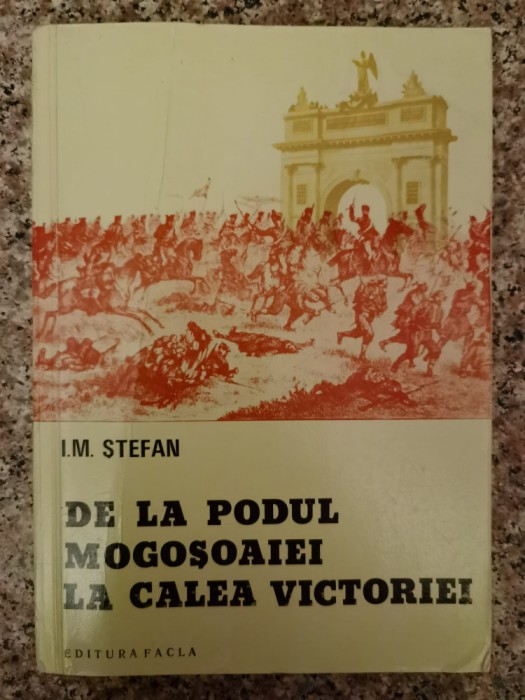 I.M. ŞTEFAN
DE LA PODUL
MOGOŞOAIEI
LA CALEA VICTORIEI
EDITURA FACLA